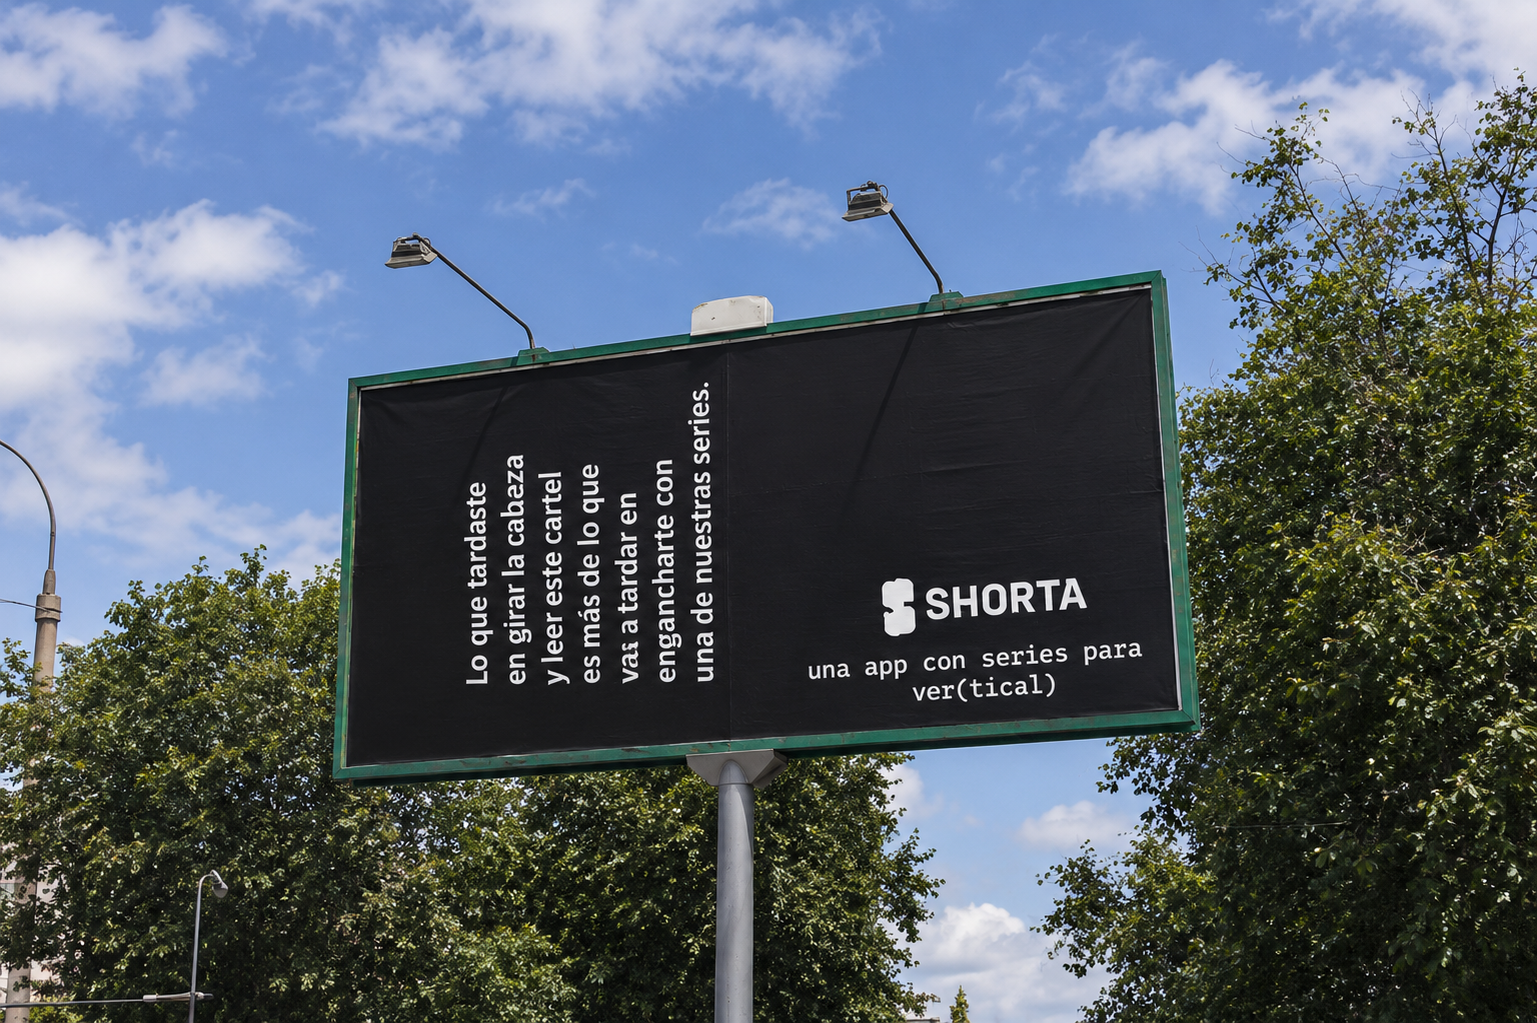 Lo que tardaste
en girar la cabeza
y leer este cartel
es más de lo que
vas a tardar en
engancharte con
una de nuestras series.
SHORTA
una app con series para
ver(tical)